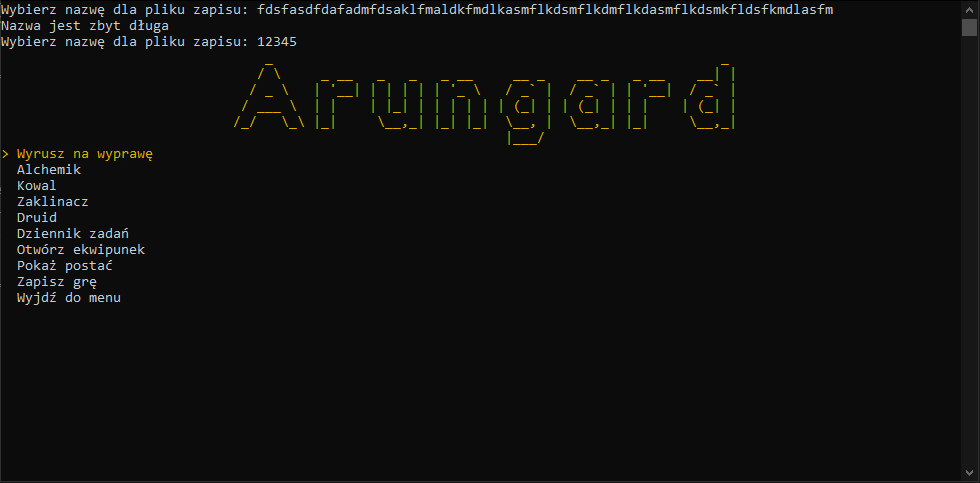 Wybierz nazwę dla pliku zapisu: fdsfasdfdafadmfdsaklfmaldkfmdlkasmflkdsmflkdmflkdasmflkdsmkfldsfkmdlasfm
Nazwa jest zbyt długa
Wybierz nazwę dla pliku zapisu: 12345
Arungard
> Wyrusz na wyprawę
Alchemik
Kowal
Zaklinacz
Druid
Dziennik zadań
Otwórz ekwipunek
Pokaż postać
Zapisz grę
Wyjdź do menu